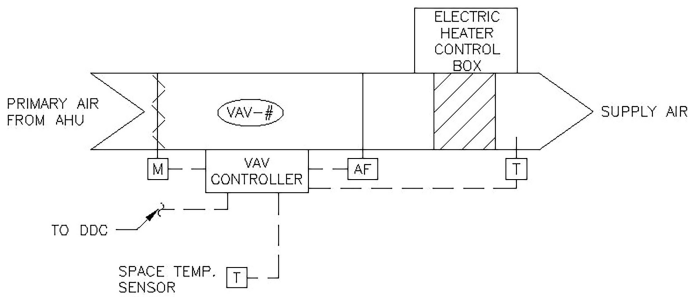 ELECTRIC
HEATER
CONTROL
BOX
PRIMARY AIR
FROM AHU
VAV-#
SUPPLY AIR
M
VAV
CONTROLLER
AF
T
TO DDC
SPACE TEMP.
SENSOR
T